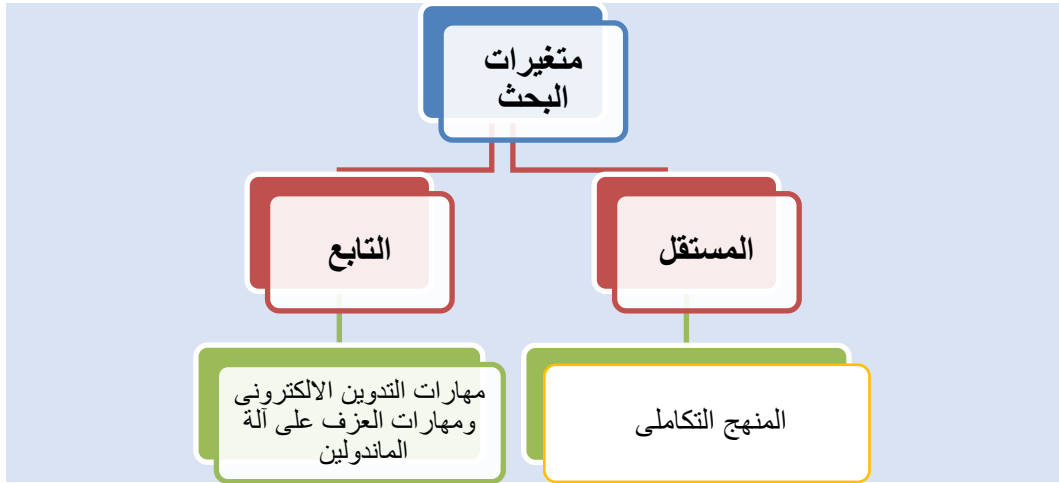 متغيرات
البحث
المستقل
التابع
المنهج التكاملى
مهارات التدوين الالكترونى
ومهارات العزف على آلة
الماندولين